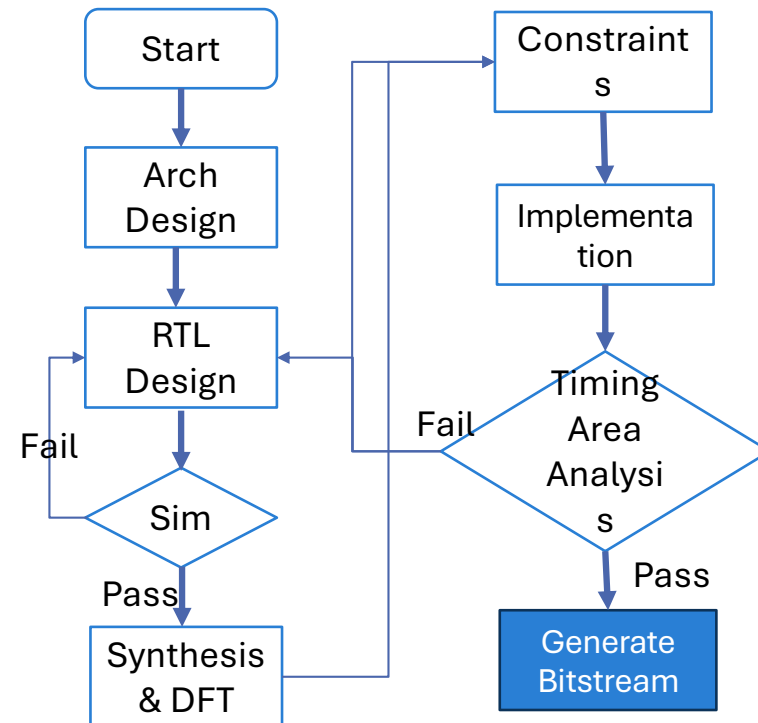 Start
Arch
Design
RTL
Design
Fail
Sim
Pass
Synthesis
& DFT
Constraint
s
Implementa
tion
Timing
Area
Analysi
s
Fail
Pass
Generate
Bitstream